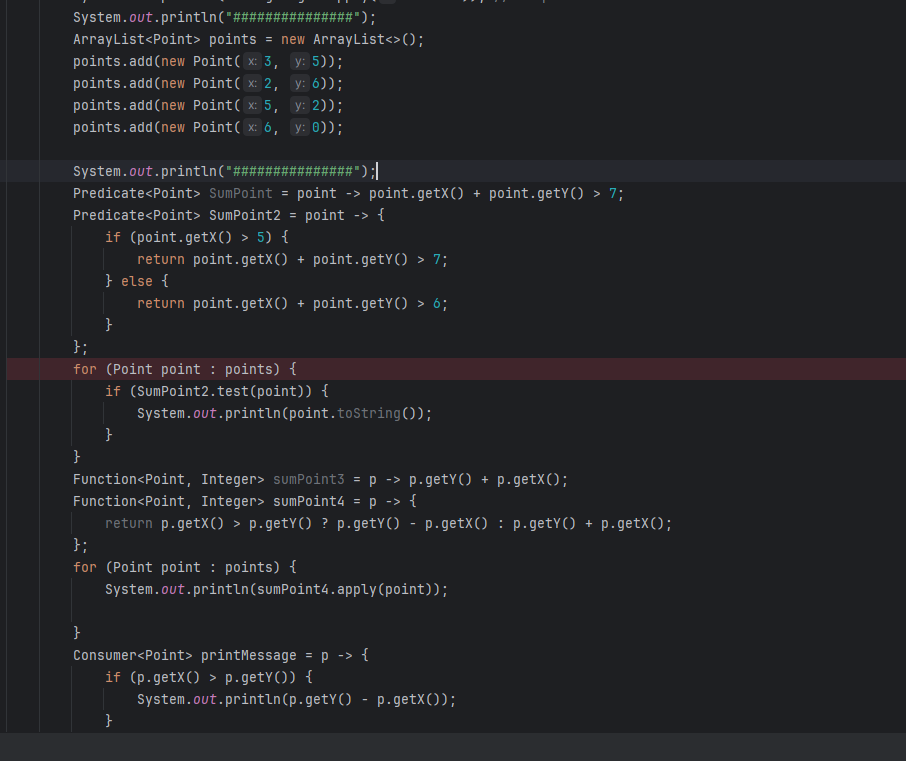 System.out.println("###############");
ArrayList<Point> points = new ArrayList<>();
points.add(new Point( x: 3, y: 5));
points.add(new Point( x: 2, y: 6));
points.add(new Point( x: 5, y: 2));
points.add(new Point( x: 6, y: 0));
System.out.println("###############");
Predicate<Point> SumPoint = point -> point.getX() + point.getY() > 7;
Predicate<Point> SumPoint2 = point -> {
if (point.getX() > 5) {
return point.getX() + point.getY() > 7;
} else {
return point.getX() + point.getY() > 6;
}
};
for (Point point : points) {
if (SumPoint2.test(point)) {
System.out.println(point.toString());
}
}
Function<Point, Integer> sumPoint3 = p -> p.getY() + p.getX();
Function<Point, Integer> sumPoint4 = p -> {
return p.getX() > p.getY() ? p.getY() - p.getX() : p.getY() + p.getX();
};
for (Point point : points) {
System.out.println(sumPoint4.apply(point));
}
Consumer<Point> printMessage = p -> {
if (p.getX() > p.getY()) {
System.out.println(p.getY() - p.getX());
}